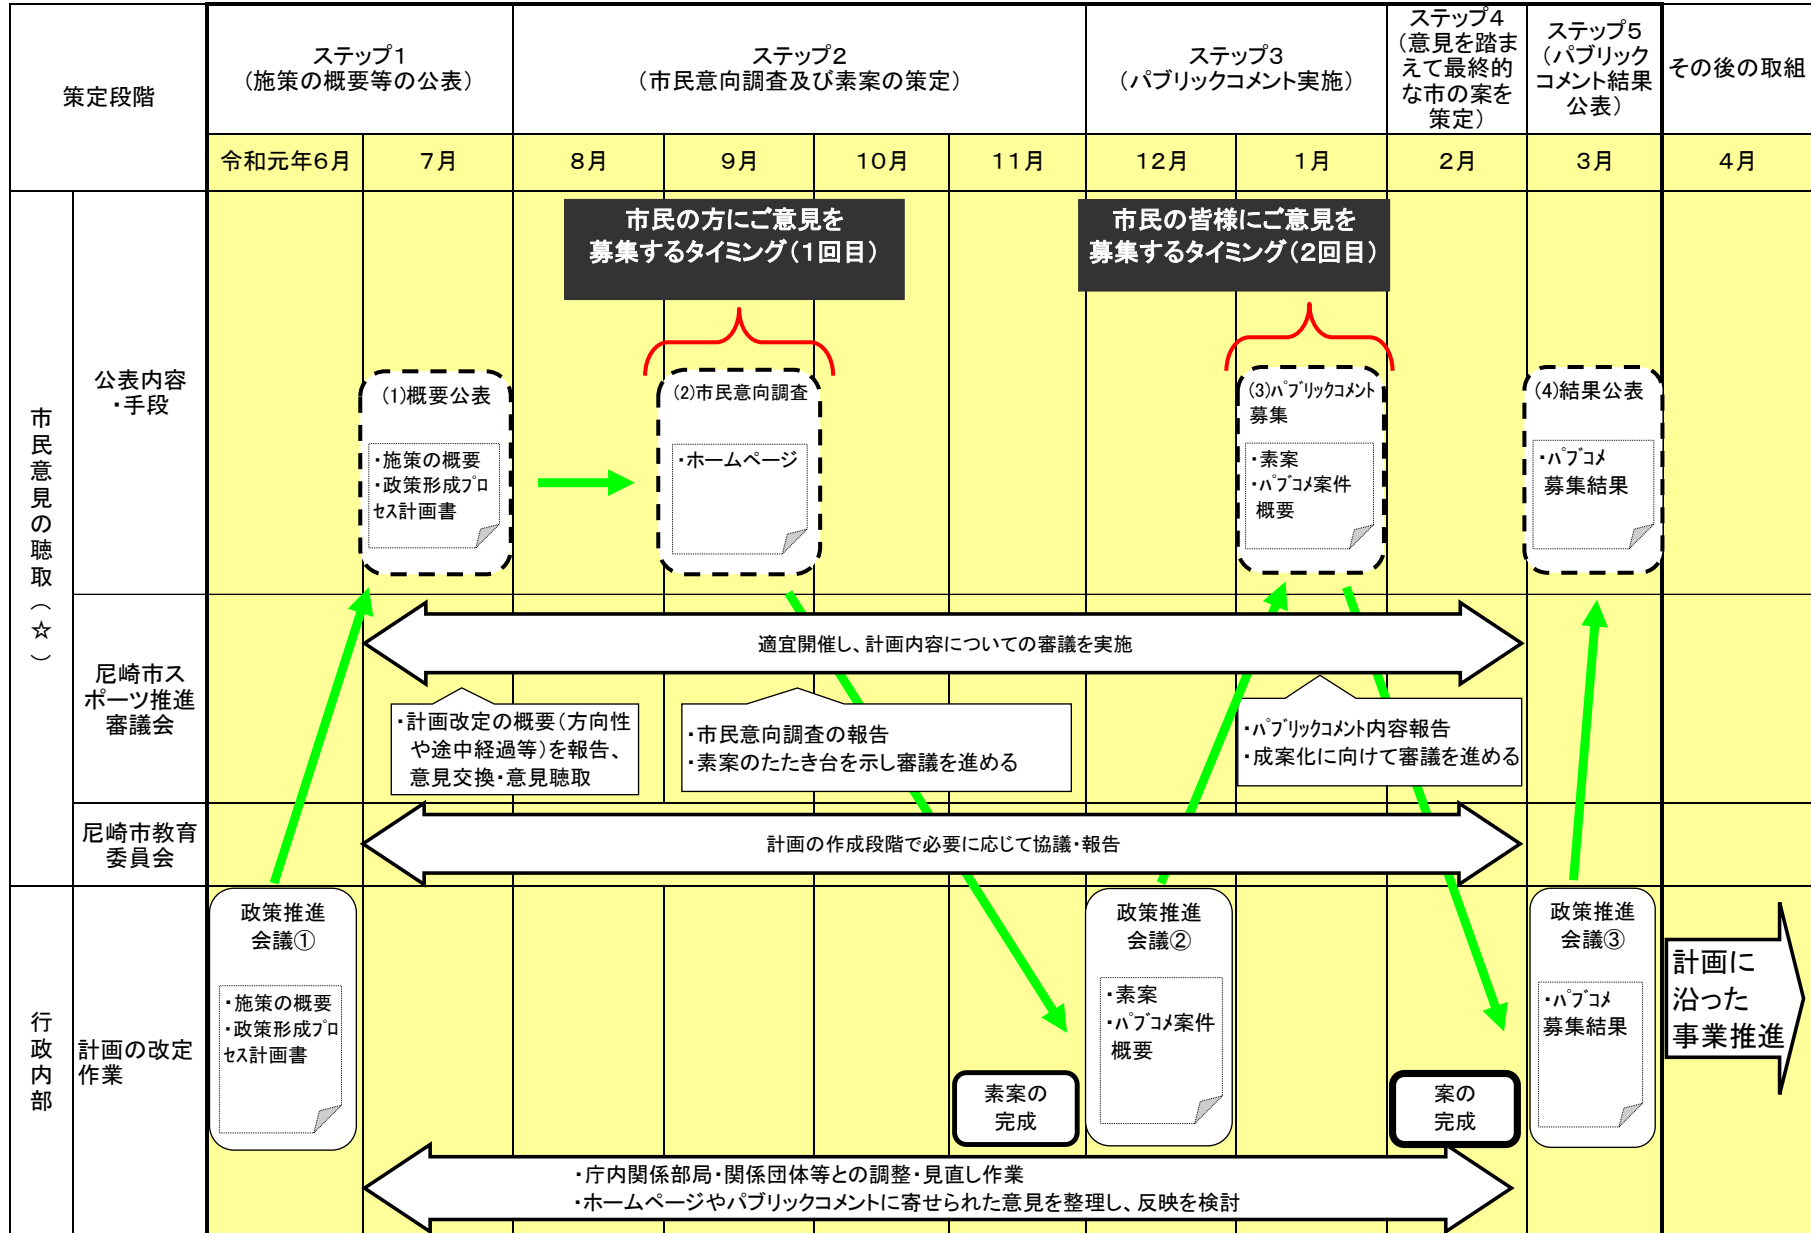 策定段階
ステップ1
（施策の概要等の公表）
ステップ2
（市民意向調査及び素案の策定）
ステップ3
（パブリックコメント実施）
ステップ4
（意見を踏ま
えて最終的
な市の案を
策定）
ステップ5
（パブリック
コメント結果
公表）
その後の取組
令和元年6月
7月
8月
9月
10月
11月
12月
1月
2月
3月
4月
市民意見の聴取（☆）
公表内容
・手段
市民の方にご意見を
募集するタイミング（1回目）
市民の皆様にご意見を
募集するタイミング（2回目）
(1)概要公表
・施策の概要
・政策形成ﾌﾟﾛ
ｾｽ計画書
(2)市民意向調査
・ホームページ
(3)ﾊﾟﾌﾞﾘｯｸｺﾒﾝﾄ
募集
・素案
・ﾊﾟﾌﾞｺﾒ案件
概要
(4)結果公表
・ﾊﾟﾌﾞｺﾒ
募集結果
尼崎市ス
ポーツ推進
審議会
適宜開催し、計画内容についての審議を実施
・計画改定の概要（方向性
や途中経過等）を報告、
意見交換・意見聴取
・市民意向調査の報告
・素案のたたき台を示し審議を進める
・ﾊﾟﾌﾞﾘｯｸｺﾒﾝﾄ内容報告
・成案化に向けて審議を進める
尼崎市教育
委員会
計画の作成段階で必要に応じて協議・報告
行政内部
計画の改定
作業
政策推進
会議①
・施策の概要
・政策形成ﾌﾟﾛ
ｾｽ計画書
素案の
完成
政策推進
会議②
・素案
・ﾊﾟﾌﾞｺﾒ案件
概要
案の
完成
政策推進
会議③
・ﾊﾟﾌﾞｺﾒ
募集結果
計画に
沿った
事業推進
・庁内関係部局・関係団体等との調整・見直し作業
・ホームページやパブリックコメントに寄せられた意見を整理し、反映を検討